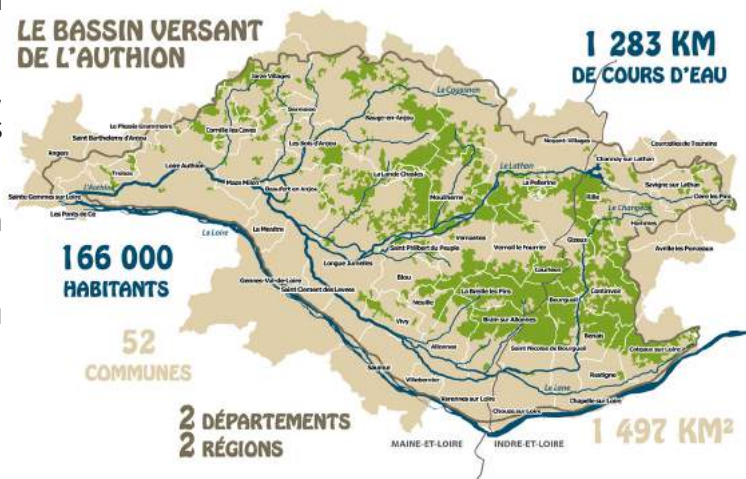 LE BASSIN VERSANT
DE L'AUTHION
1 283 KM
DE COURS D'EAU
Jarzé Villages
Le Couasnon
Sermaise
Baugé-en-Anjou
Le Plessis-Grammoire
Cornillé les Caves
Saint Barthélemy d'Anjou
Les Bois d'Anjou
Noyant-Villages
Courcelles de Touraine
Angers
Loire Authion
Le Lathan
Channay sur Lathan
Trélazé
La Lande Chasles
La Pellerine
Savigné sur Lathan
L'Authion
Mazé-Milon
Beaufort en Anjou
Mouliherne
Rillé
Cléré les Pins
Sainte Gemmes sur Loire
Le Changeon
Les Ponts de Cé
La Ménitré
Hommes
La Loire
Saint Philibert du Peuple
Vernantes
Gizeux
Vernoil le Fourrier
Avrillé les Ponceaux
166 000
HABITANTS
Longué Jumelles
Blou
Courléon
Gennes-Val-de-Loire
Saint Clément des Levées
La Breille les Pins
Continvoir
Neuillé
Bourgueil
Vivy
Brain sur Allonnes
52
COMMUNES
Benais
Allonnes
Saint Nicolas de Bourgueil
Coteaux sur Loire
Saumur
Restigné
Villebernier
Le Lane
Varennes sur Loire
Chapelle sur Loire
Chouzé sur Loire
2 DÉPARTEMENTS
2 RÉGIONS
MAINE-ET-LOIRE
INDRE-ET-LOIRE
1 497 KM²